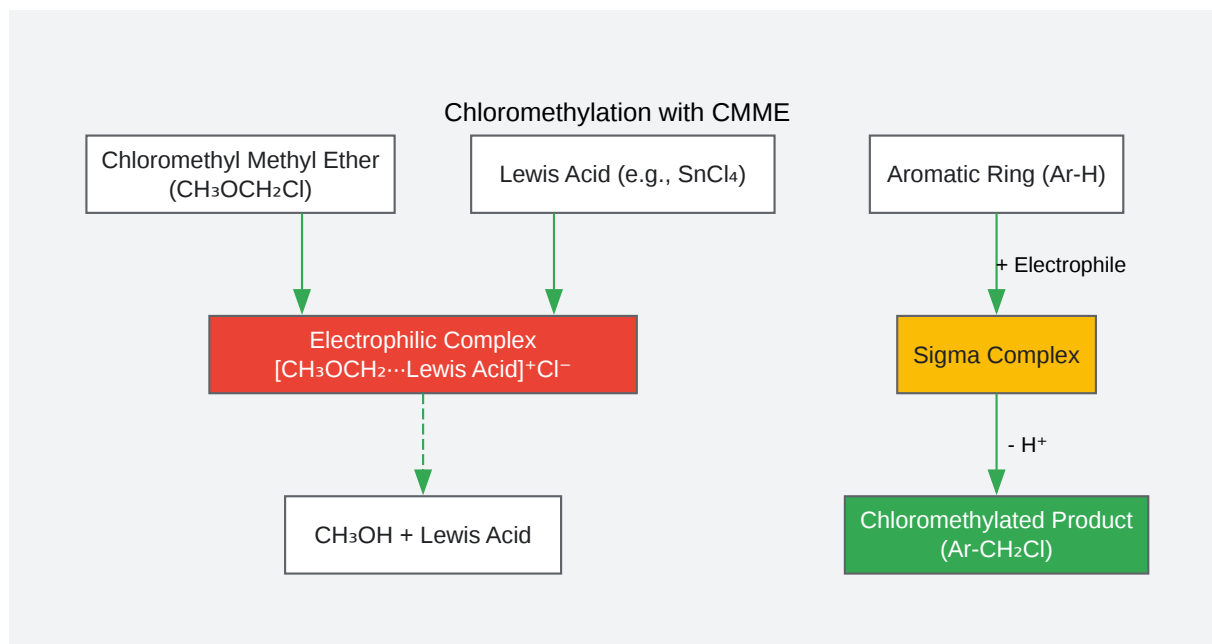 Chloromethylation with CMME
Chloromethyl Methyl Ether
(CH₃OCH₂Cl)
Lewis Acid (e.g., SnCl₄)
Aromatic Ring (Ar-H)
+ Electrophile
Electrophilic Complex
[CH₃OCH₂···Lewis Acid]⁺Cl⁻
Sigma Complex
- H⁺
CH₃OH + Lewis Acid
Chloromethylated Product
(Ar-CH₂Cl)